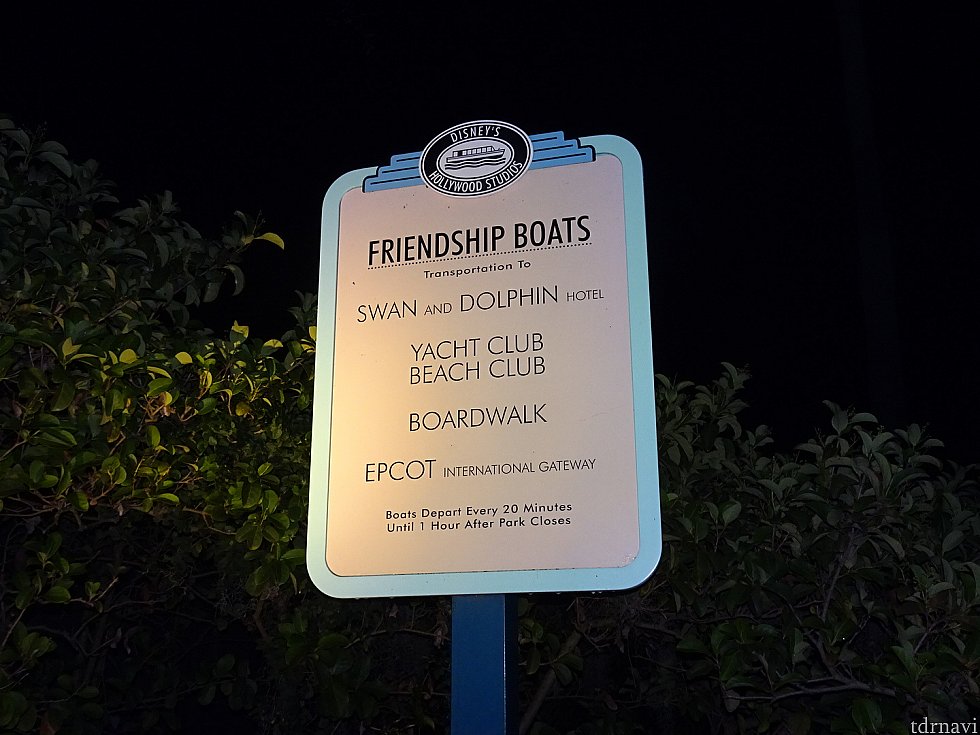 DISNEY'S
HOLLYWOOD STUDIOS
FRIENDSHIP BOATS
Transportation To
SWAN AND DOLPHIN HOTEL
YACHT CLUB
BEACH CLUB
BOARDWALK
EPCOT INTERNATIONAL GATEWAY
Boats Depart Every 20 Minutes
Until 1 Hour After Park Closes
tdrnavi